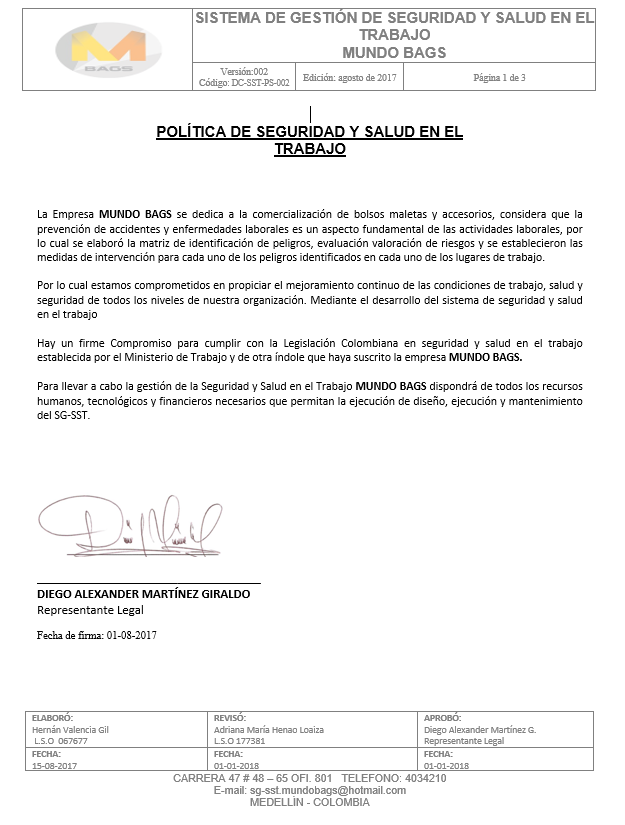 SISTEMA DE GESTIÓN DE SEGURIDAD Y SALUD EN EL
TRABAJO
MUNDO BAGS
M
BAGS
Versión:002
Código: DC-SST-PS-002
Edición: agosto de 2017
Página 1 de 3
POLÍTICA DE SEGURIDAD Y SALUD EN EL
TRABAJO
La Empresa MUNDO BAGS se dedica a la comercialización de bolsos maletas y accesorios, considera que la
prevención de accidentes y enfermedades laborales es un aspecto fundamental de las actividades laborales, por
lo cual se elaboró la matriz de identificación de peligros, evaluación valoración de riesgos y se establecieron las
medidas de intervención para cada uno de los peligros identificados en cada uno de los lugares de trabajo.
Por lo cual estamos comprometidos en propiciar el mejoramiento continuo de las condiciones de trabajo, salud y
seguridad de todos los niveles de nuestra organización. Mediante el desarrollo del sistema de seguridad y salud
en el trabajo
Hay un firme Compromiso para cumplir con la Legislación Colombiana en seguridad y salud en el trabajo
establecida por el Ministerio de Trabajo y de otra índole que haya suscrito la empresa MUNDO BAGS.
Para llevar a cabo la gestión de la Seguridad y Salud en el Trabajo MUNDO BAGS dispondrá de todos los recursos
humanos, tecnológicos y financieros necesarios que permitan la ejecución de diseño, ejecución y mantenimiento
del SG-SST.
DIEGO ALEXANDER MARTÍNEZ GIRALDO
Representante Legal
Fecha de firma: 01-08-2017
ELABORÓ:
Hernán Valencia Gil
L.S.O 067677
REVISÓ:
Adriana María Henao Loaiza
L.S.O 177381
APROBÓ:
Diego Alexander Martínez G.
Representante Legal
FECHA:
15-08-2017
FECHA:
01-01-2018
FECHA:
01-01-2018
CARRERA 47 # 48 – 65 OFI. 801 TELEFONO: 4034210
E-mail: sg-sst.mundobags@hotmail.com
MEDELLÌN - COLOMBIA